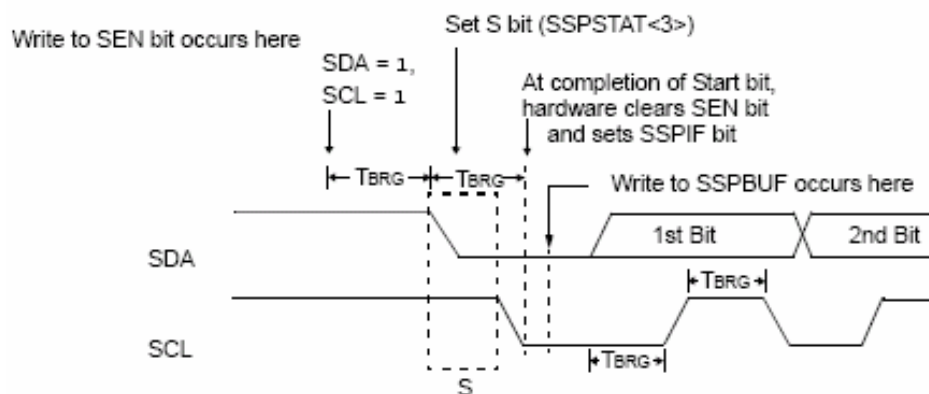 Set S bit (SSPSTAT<3>)
Write to SEN bit occurs here
SDA = 1,
SCL = 1
At completion of Start bit,
hardware clears SEN bit
and sets SSPIF bit
TBRG
TBRG
Write to SSPBUF occurs here
1st Bit
2nd Bit
SDA
TBRG
SCL
TBRG
S